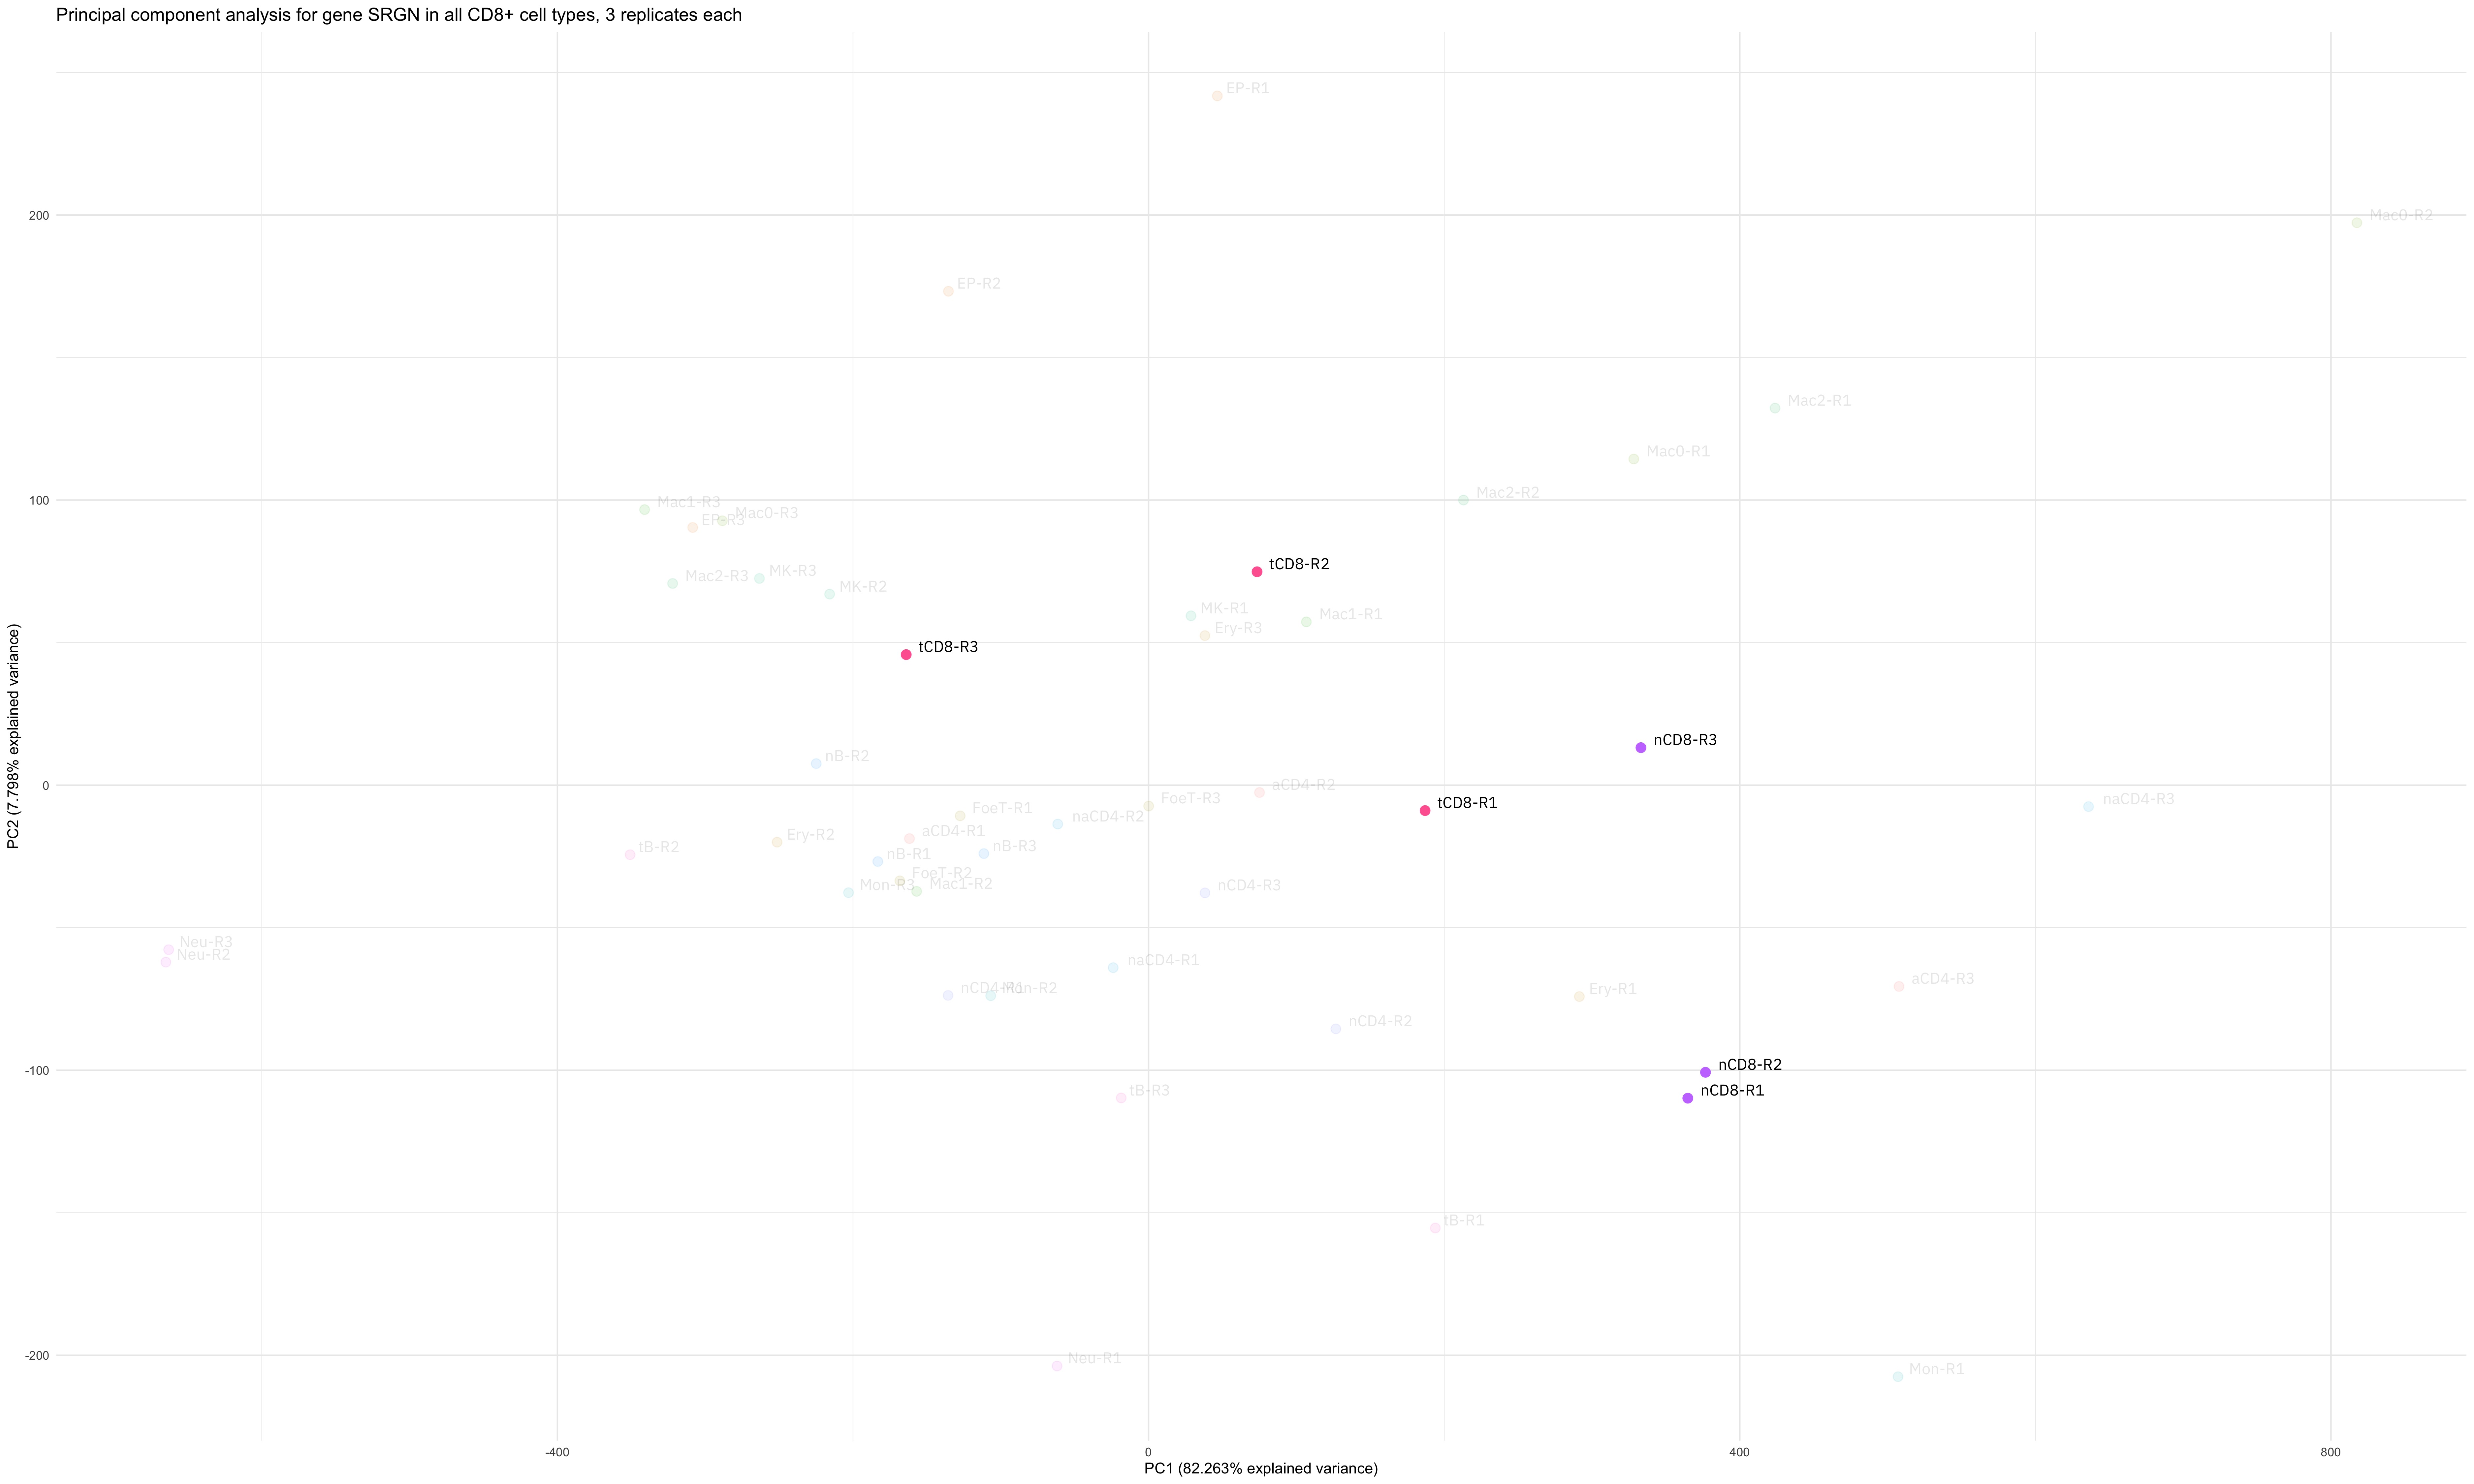 Principal component analysis for gene SRGN in all CD8+ cell types, 3 replicates each
EP-R1
200
Mac0-R2
EP-R2
Mac2-R1
Mac0-R1
Mac2-R2
100
Mac1-R3
Mac0-R3
EP-R3
tCD8-R2
Mac2-R3
MK-R3
MK-R2
MK-R1
Mac1-R1
Ery-R3
tCD8-R3
nCD8-R3
nB-R2
0
aCD4-R2
FoeT-R3
naCD4-R3
tCD8-R1
FoeT-R1
naCD4-R2
aCD4-R1
Ery-R2
tB-R2
nB-R3
nB-R1
FoeT-R2
Mon-R3
Mac1-R2
nCD4-R3
Neu-R3
Neu-R2
naCD4-R1
aCD4-R3
nCD4-R1
Mon-R2
Ery-R1
nCD4-R2
-100
nCD8-R2
nCD8-R1
tB-R3
tB-R1
-200
Neu-R1
Mon-R1
-400
0
400
800
PC1 (82.263% explained variance)
PC2 (7.798% explained variance)